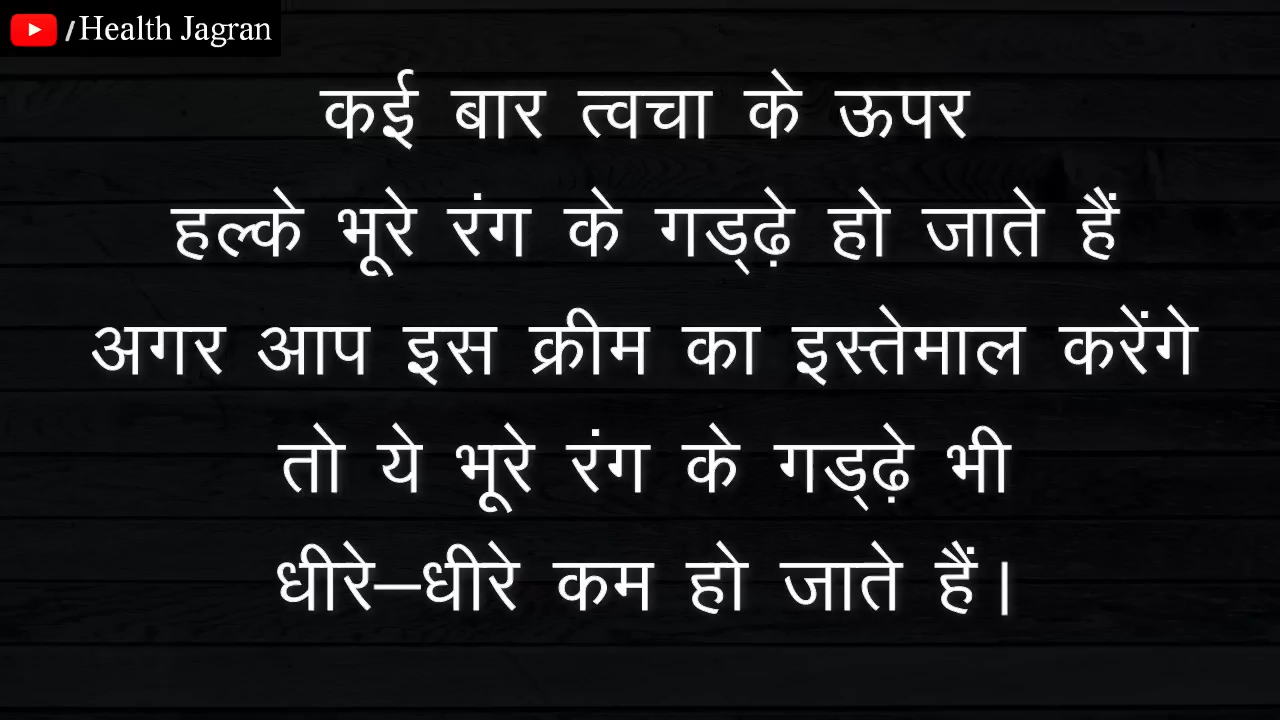 /Health Jagran
कई बार त्वचा के ऊपर
हल्के भूरे रंग के गड्ढ़े हो जाते हैं
अगर आप इस क्रीम का इस्तेमाल करेंगे
तो ये भूरे रंग के गड्ढ़े भी
धीरे–धीरे कम हो जाते हैं।